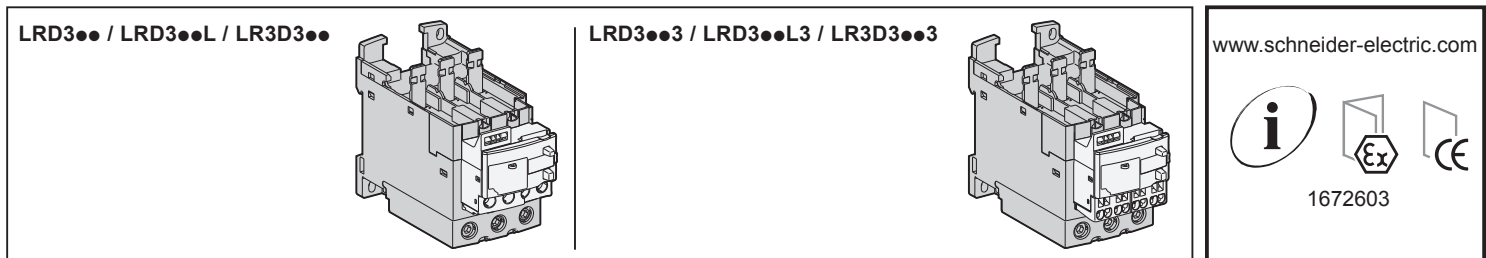 LRD3●● / LRD3●●L / LR3D3●●
LRD3●●3 / LRD3●●L3 / LR3D3●●3
www.schneider-electric.com
i
Ex
CE
1672603